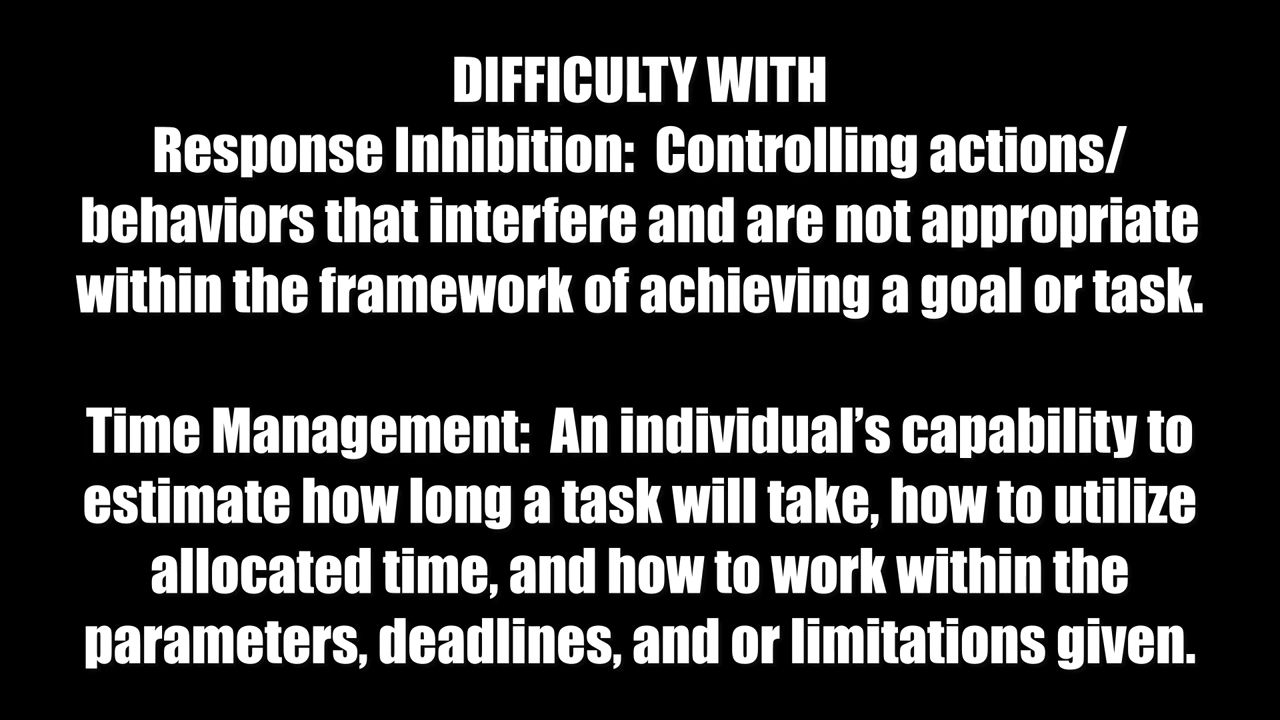 DIFFICULTY WITH
Response Inhibition:  Controlling actions/
behaviors that interfere and are not appropriate
within the framework of achieving a goal or task.
Time Management:  An individual’s capability to
estimate how long a task will take, how to utilize
allocated time, and how to work within the
parameters, deadlines, and or limitations given.